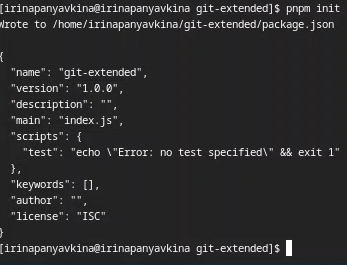 [irinapanyavkina@irinapanyavkina git-extended]$ pnpm init
Wrote to /home/irinapanyavkina/git-extended/package.json
{
"name": "git-extended",
"version": "1.0.0",
"description": "",
"main": "index.js",
"scripts": {
"test": "echo \"Error: no test specified\" && exit 1"
},
"keywords": [],
"author": "",
"license": "ISC"
}
[irinapanyavkina@irinapanyavkina git-extended]$